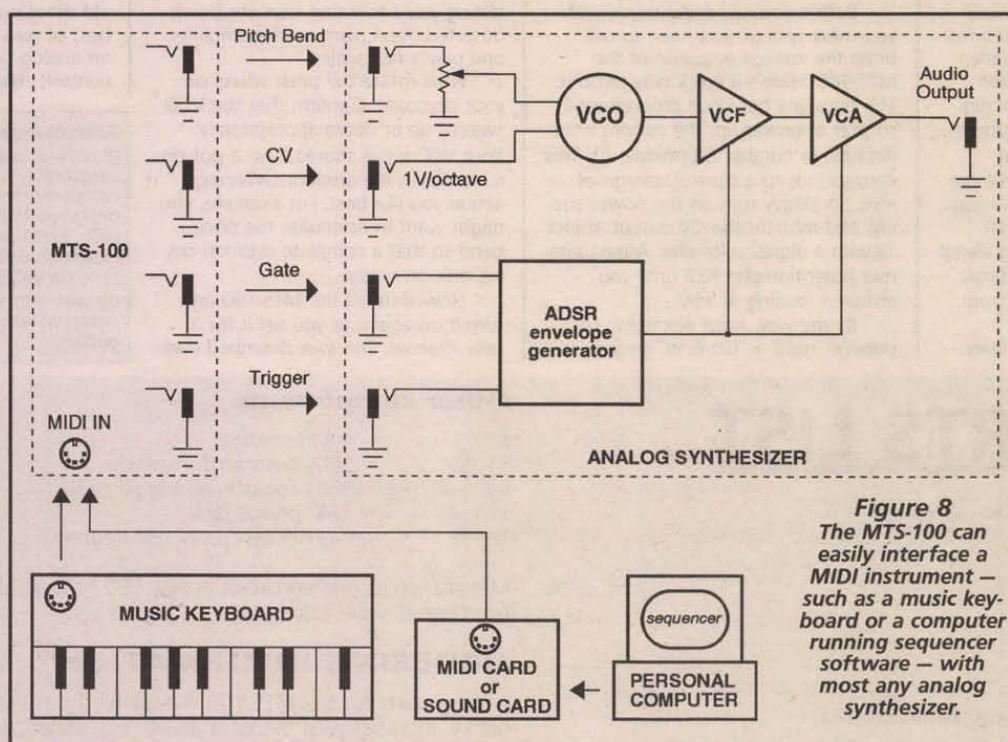 Pitch Bend
CV
1V/octave
MTS-100
Gate
Trigger
MIDI IN
VCO
VCF
VCA
Audio
Output
ADSR
envelope
generator
ANALOG SYNTHESIZER
MUSIC KEYBOARD
MIDI CARD
or
SOUND CARD
sequencer
PERSONAL
COMPUTER
Figure 8
The MTS-100 can
easily interface a
MIDI instrument —
such as a music key-
board or a computer
running sequencer
software — with
most any analog
synthesizer.